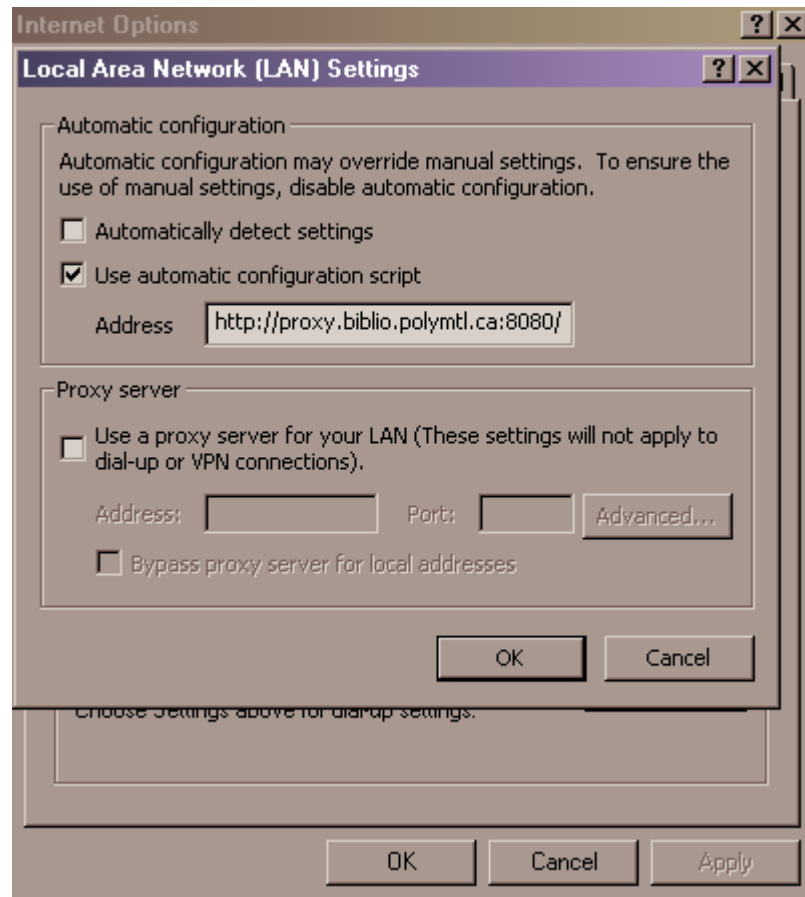 Internet Options
Local Area Network (LAN) Settings
Automatic configuration
Automatic configuration may override manual settings. To ensure the
use of manual settings, disable automatic configuration.
Automatically detect settings
Use automatic configuration script
Address http://proxy.biblio.polymtl.ca:8080/
Proxy server
Use a proxy server for your LAN (These settings will not apply to
dial-up or VPN connections).
Address: Port: Advanced...
Bypass proxy server for local addresses
OK Cancel
Choose Settings above for dial-up settings.
OK Cancel Apply